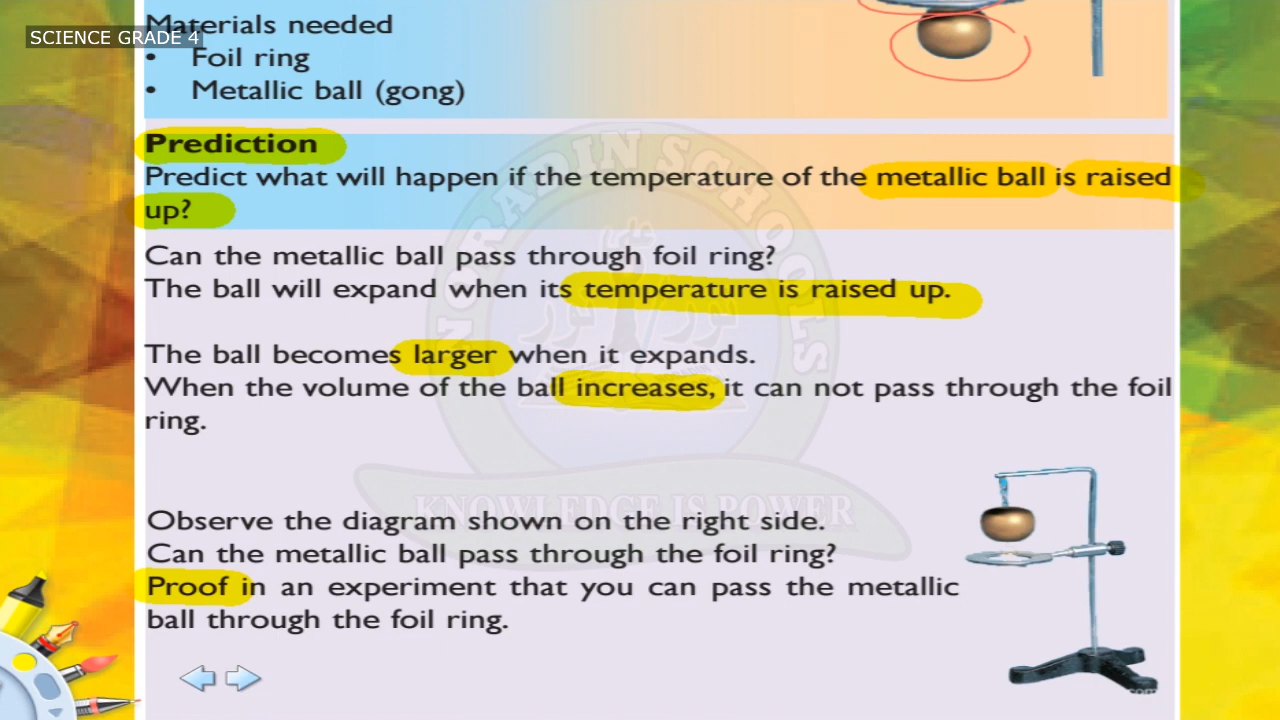 Materials needed
SCIENCE GRADE 4
• Foil ring
• Metallic ball (gong)
Prediction
Predict what will happen if the temperature of the metallic ball is raised
up?
Can the metallic ball pass through foil ring?
The ball will expand when its temperature is raised up.
The ball becomes larger when it expands.
When the volume of the ball increases, it can not pass through the foil
ring.
NORADIN SCHOOLS
KNOWLEDGE IS POWER
Observe the diagram shown on the right side.
Can the metallic ball pass through the foil ring?
Proof in an experiment that you can pass the metallic
ball through the foil ring.